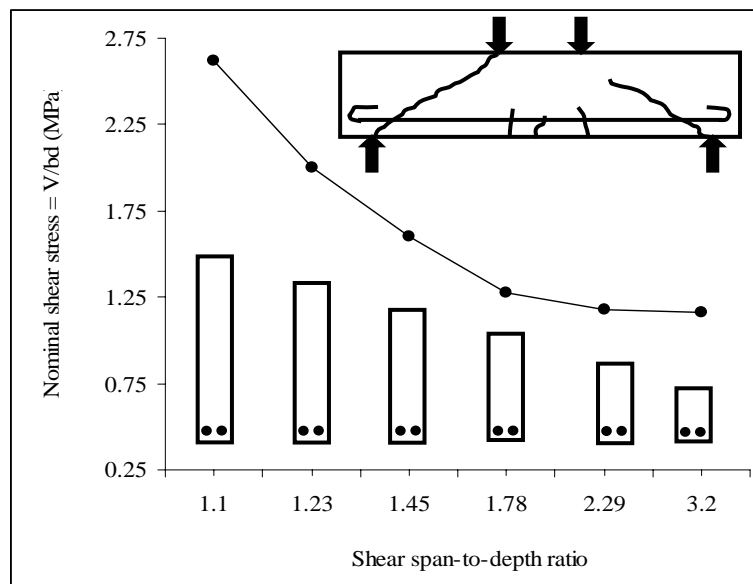 2.75
2.25
1.75
1.25
0.75
0.25
Nominal shear stress = V/bd (MPa)
1.1 1.23 1.45 1.78 2.29 3.2
Shear span-to-depth ratio